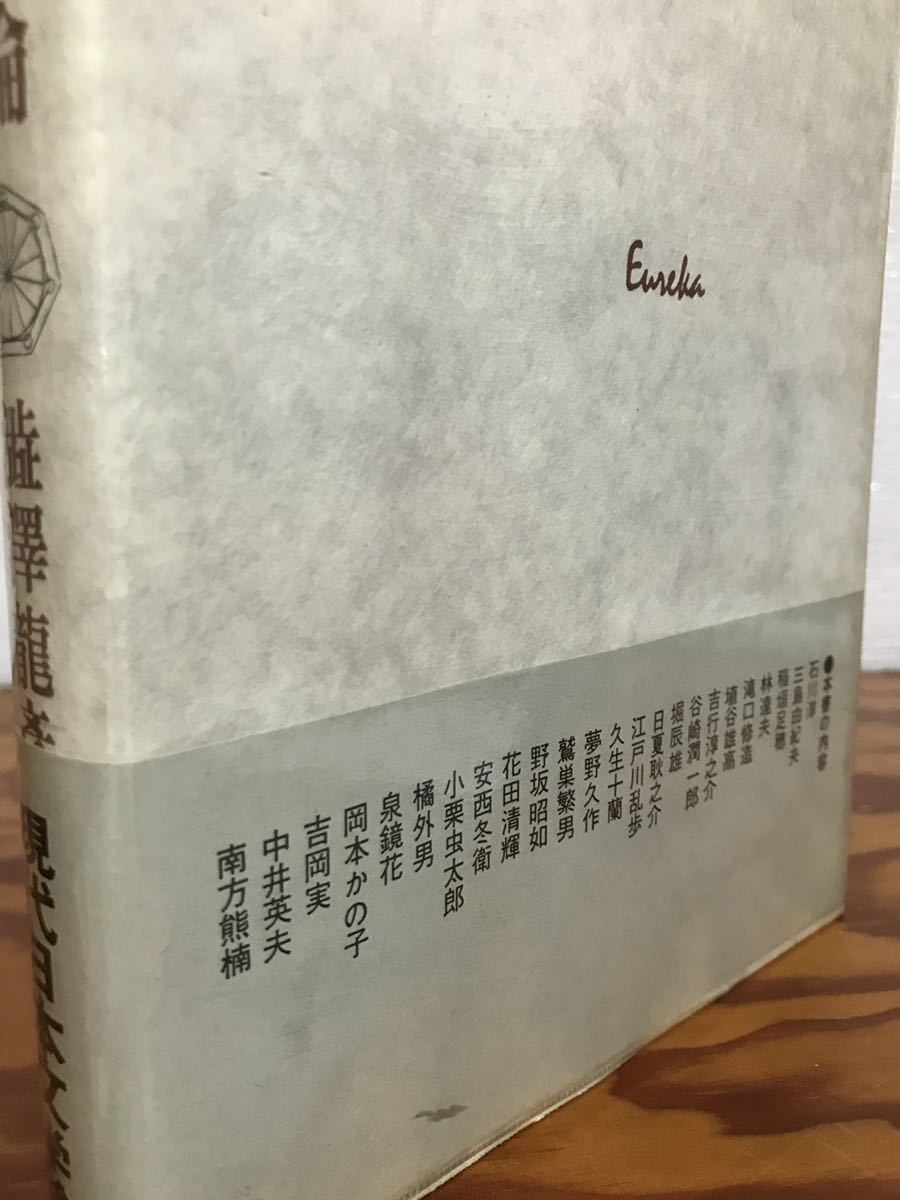 論
澁澤龍彥
現代日本文学
Eureka
●本書の内容
石川淳
三島由紀夫
稲垣足穂
林達夫
瀧口修造
埴谷雄高
吉行淳之介
谷崎潤一郎
堀辰雄
日夏耿之介
江戸川乱歩
久生十蘭
夢野久作
鷲巣繁男
野坂昭如
花田清輝
安西冬衛
小栗虫太郎
橘外男
泉鏡花
岡本かの子
吉岡実
中井英夫
南方熊楠